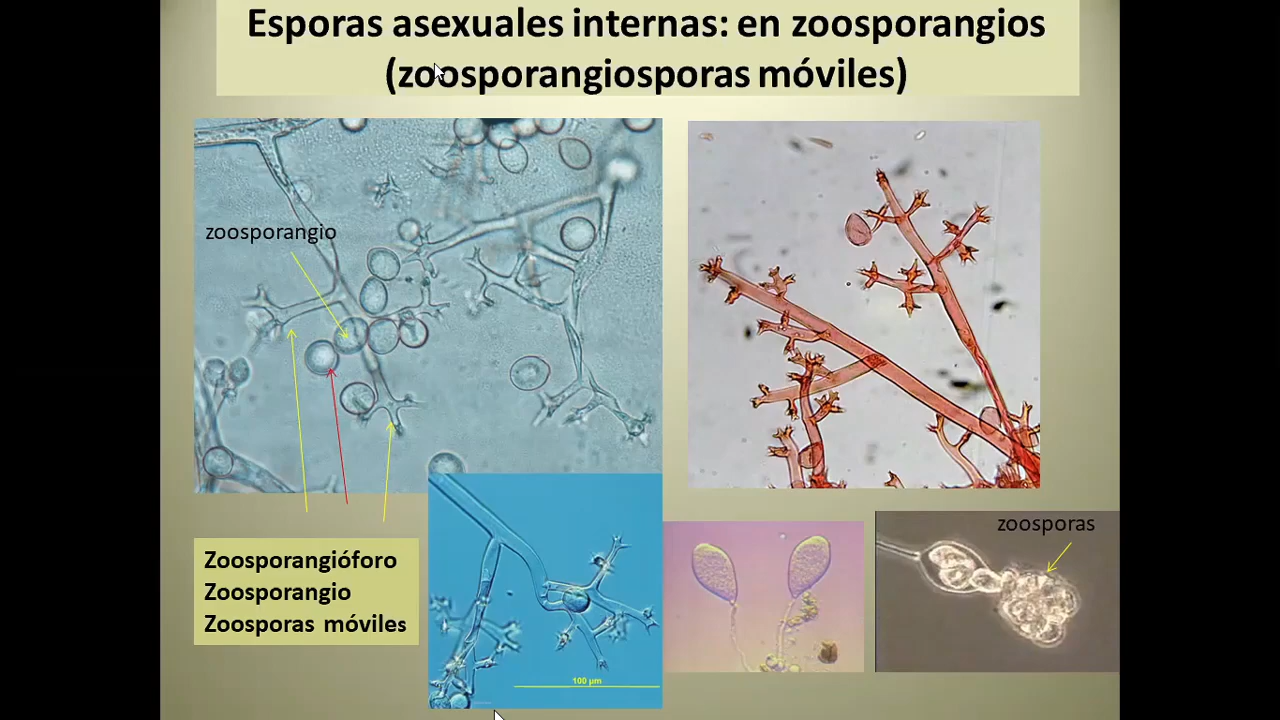 Esporas asexuales internas: en zoosporangios
(zoosporangiosporas móviles)
zoosporangio
zoosporas
Zoosporangióforo
Zoosporangio
Zoosporas móviles
100 µm